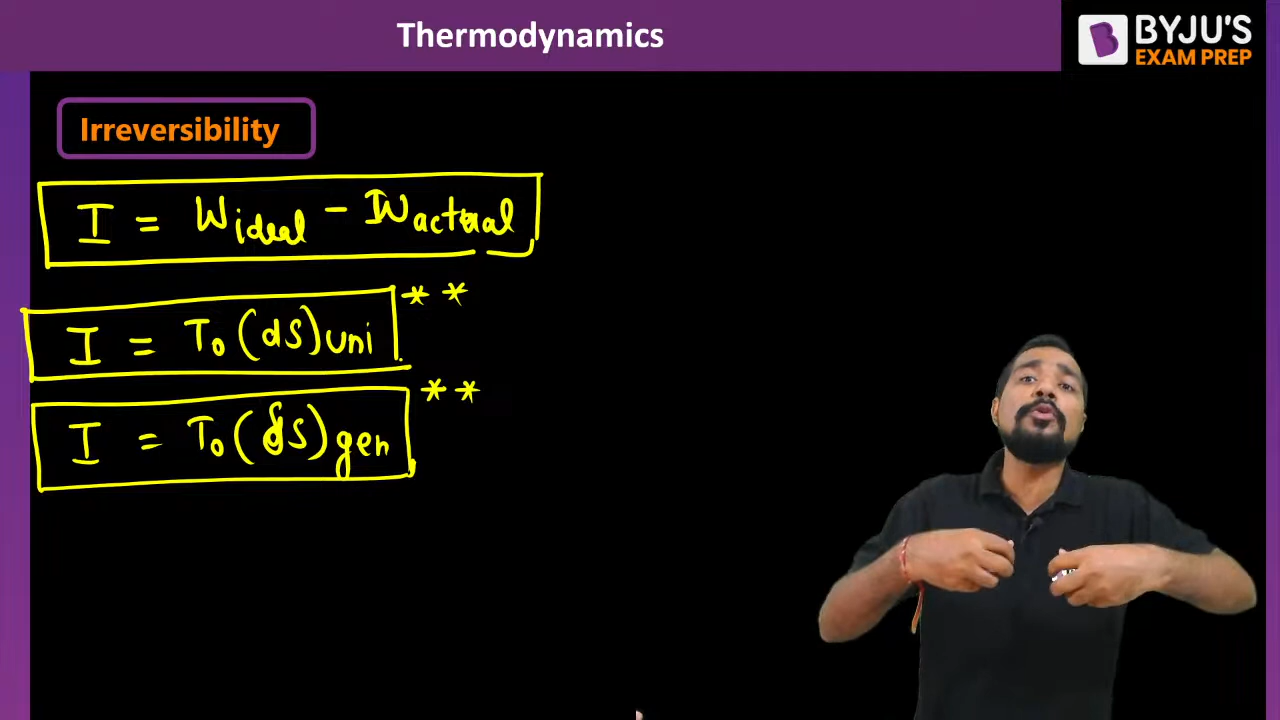 Thermodynamics
BYJU'S
EXAM PREP
Irreversibility
I = Wideal - Wactual
I = T0(dS)uni **
I = T0(δS)gen **